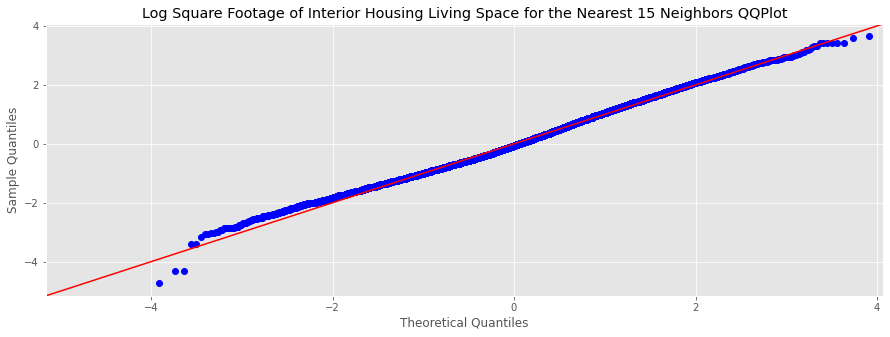 Log Square Footage of Interior Housing Living Space for the Nearest 15 Neighbors QQPlot
4
2
0
−2
−4
Sample Quantiles
−4 −2 0 2 4
Theoretical Quantiles